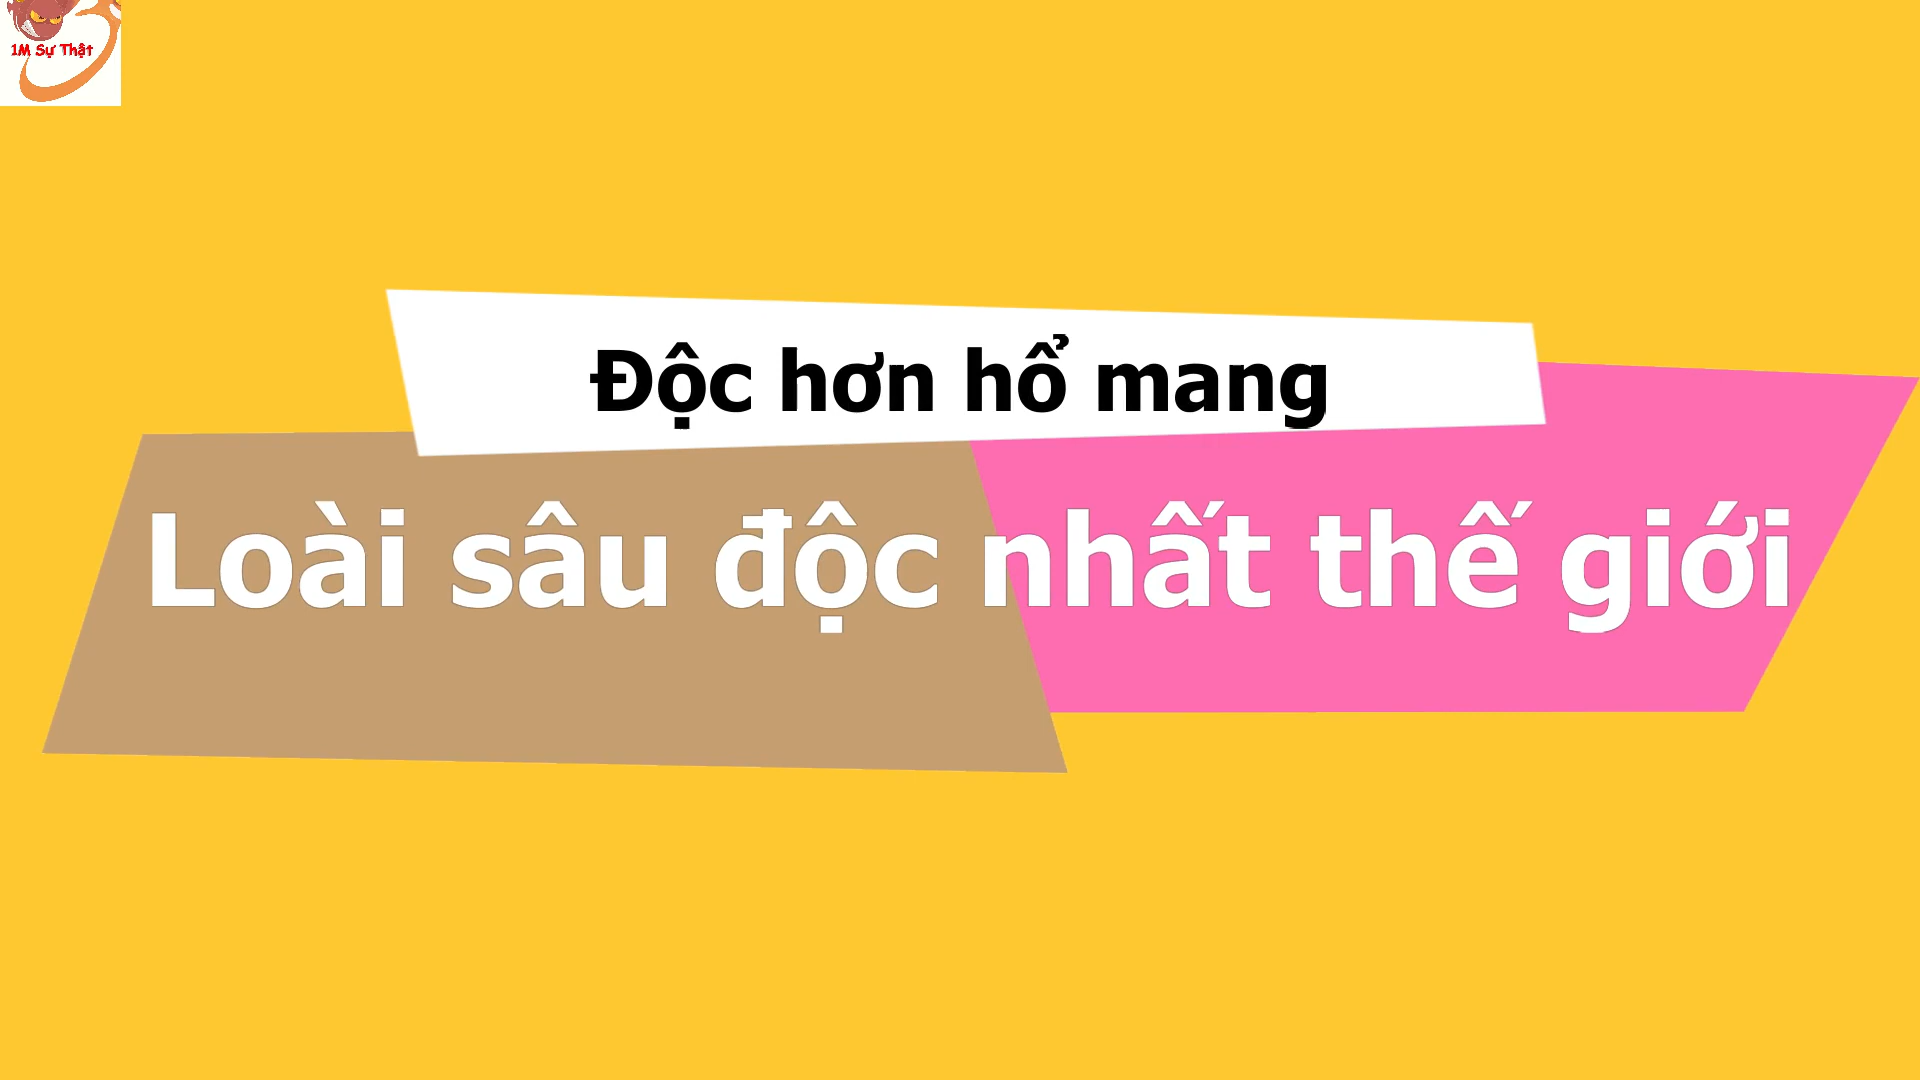 1M Sự Thật
Độc hơn hổ mang
Loài sâu độc nhất thế giới